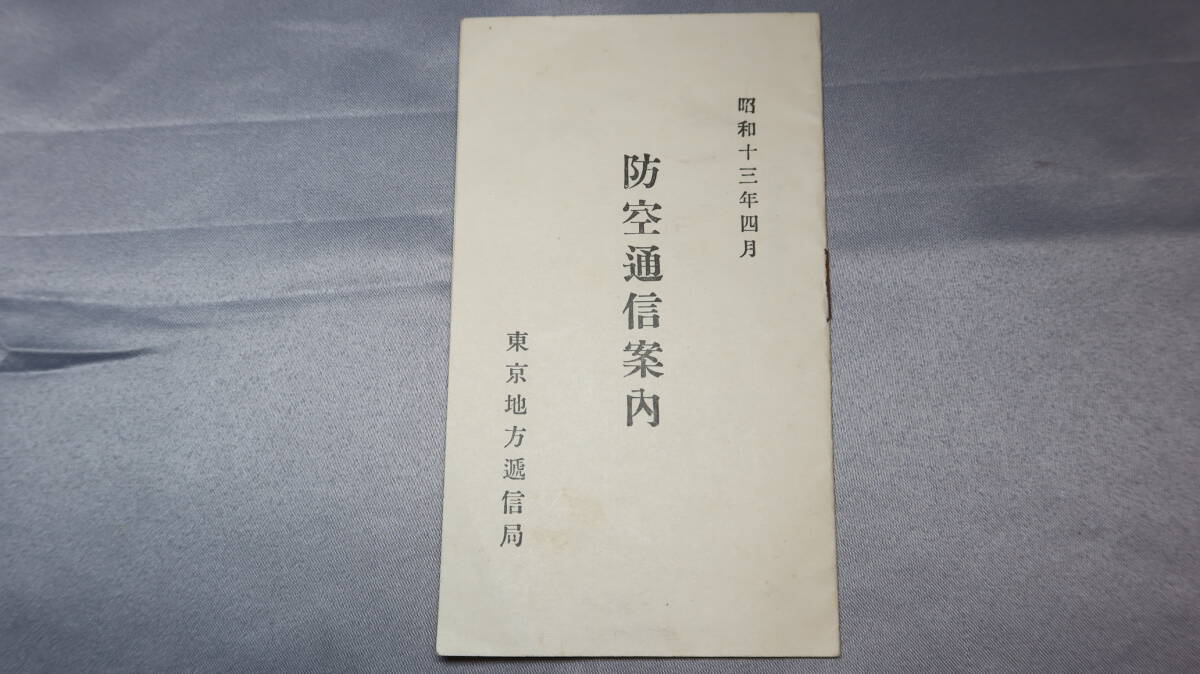 昭和十三年四月
防空通信案內
東京地方遞信局